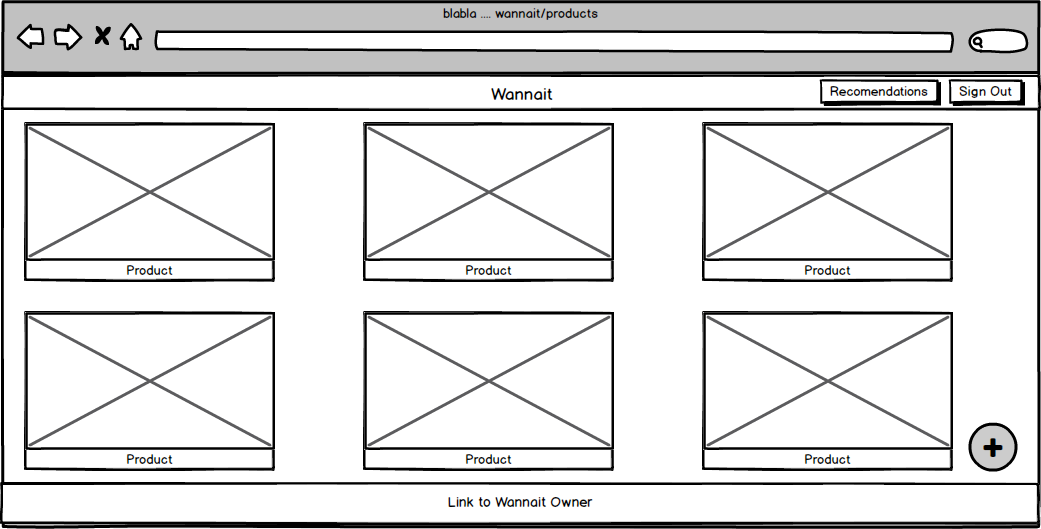 blabla .... wannait/products
Wannait
Recomendations
Sign Out
Product
Product
Product
Product
Product
Product
Link to Wannait Owner